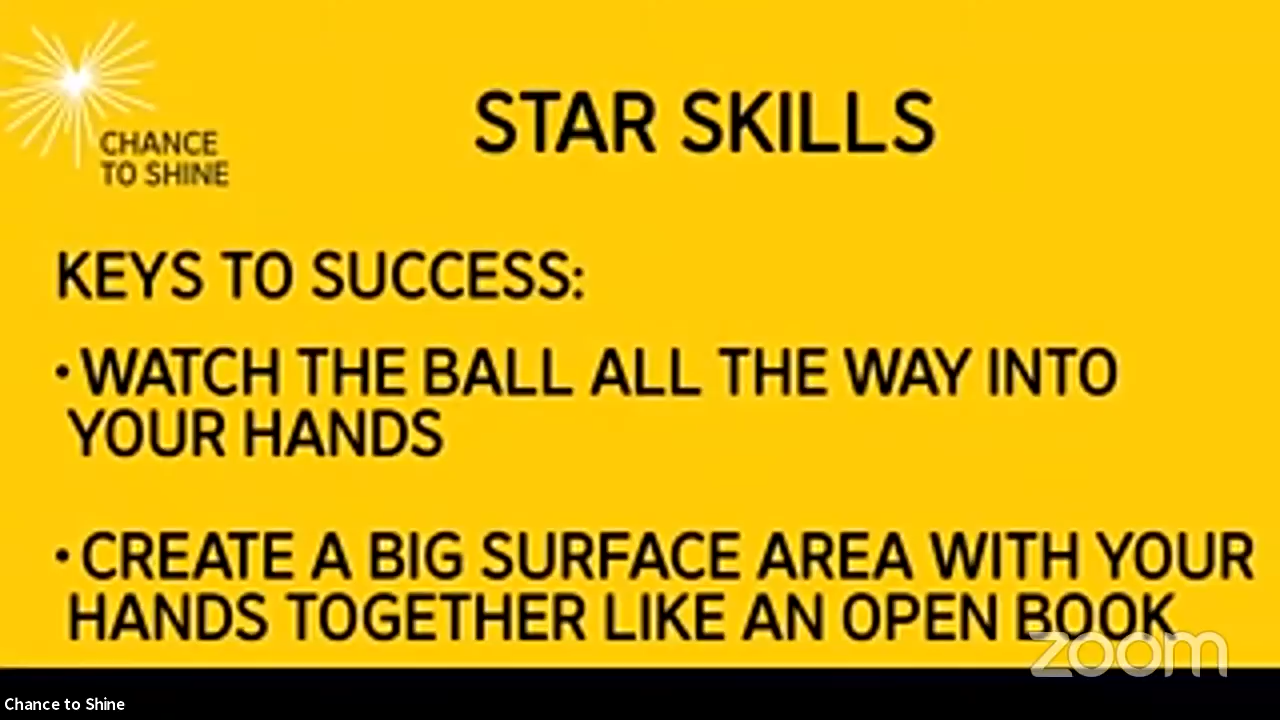 CHANCE
TO SHINE
STAR SKILLS
KEYS TO SUCCESS:
• WATCH THE BALL ALL THE WAY INTO
YOUR HANDS
• CREATE A BIG SURFACE AREA WITH YOUR
HANDS TOGETHER LIKE AN OPEN BOOK
zoom
Chance to Shine